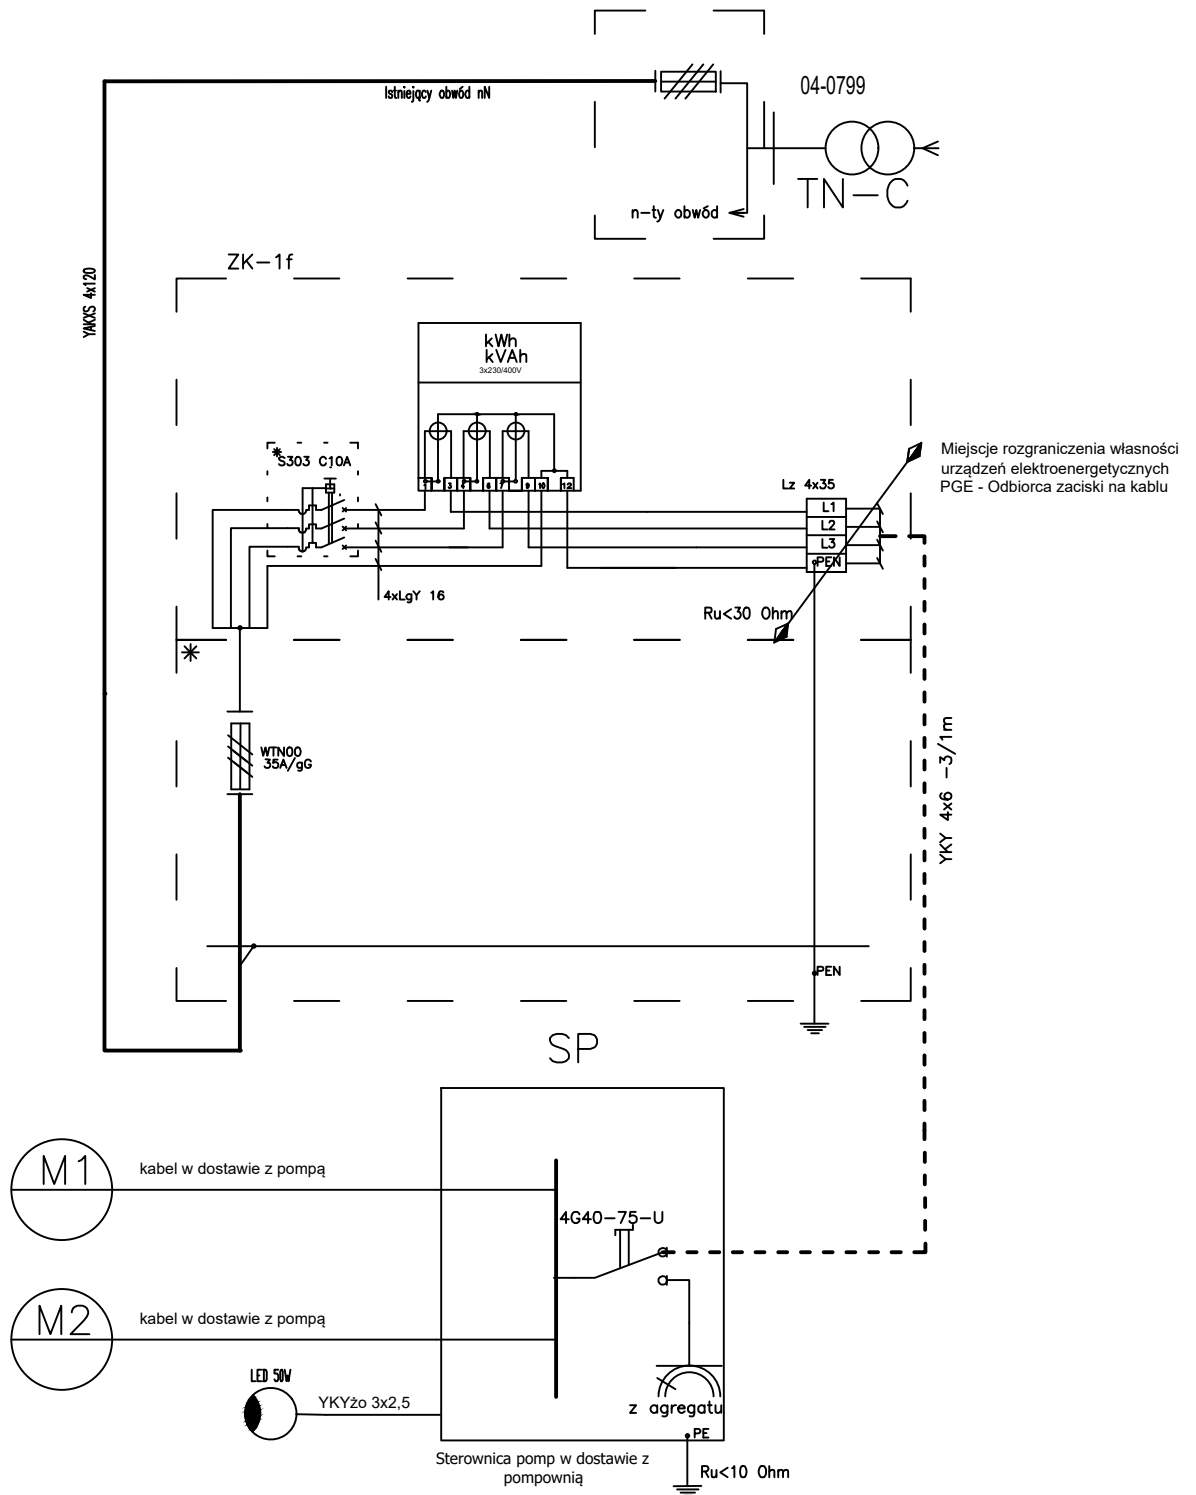 04-0799
Istniejący obwód nN
TN-C
n-ty obwód
ZK-1f
YAKXS 4x120
kWh
kVAh
3x230/400V
*
S303 C10A
1 3 4 6 7 9 10 12
Lz 4x35
Miejscje rozgraniczenia własności
urządzeń elektroenergetycznych
PGE - Odbiorca zaciski na kablu
L1
L2
L3
PEN
4xLgY 16
Ru<30 Ohm
*
WTN00
35A/gG
YKY 4x6 -3/1m
PEN
SP
M1
kabel w dostawie z pompą
4G40-75-U
M2
kabel w dostawie z pompą
LED 50W
YKYżo 3x2,5
z agregatu
PE
Sterownica pomp w dostawie z
pompownią
Ru<10 Ohm